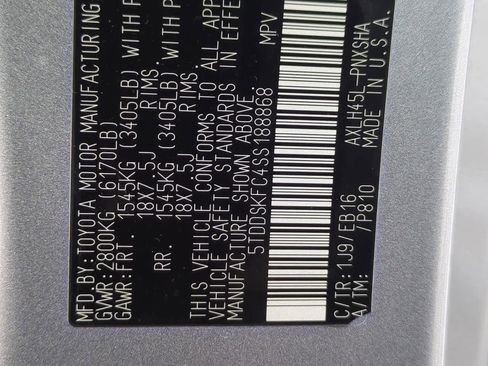 MFD.BY:TOYOTA MOTOR MANUFACTURING
GVWR:2800KG (6170LB)
GAWR:FRT. 1545KG (3405LB) WITH
18X7.5J RIMS,
RR. 1545KG (3405LB) WITH
18X7.5J RIMS,
THIS VEHICLE CONFORMS TO ALL APP
VEHICLE SAFETY STANDARDS IN EFFE
MANUFACTURE SHOWN ABOVE.
5TDDSKFC4SS188868 MPV
C/TR:1J9/EB16 AXLH45L-PNXSHA
A/TM: /P810 MADE IN U.S.A.